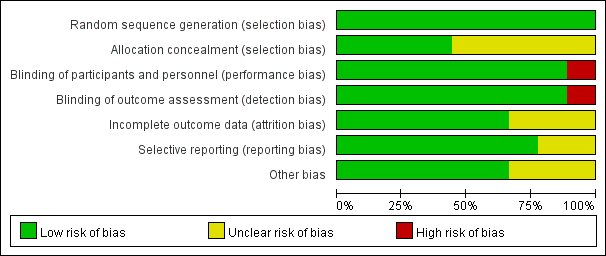 Random sequence generation (selection bias)
Allocation concealment (selection bias)
Blinding of participants and personnel (performance bias)
Blinding of outcome assessment (detection bias)
Incomplete outcome data (attrition bias)
Selective reporting (reporting bias)
Other bias
0% 25% 50% 75% 100%
Low risk of bias Unclear risk of bias High risk of bias